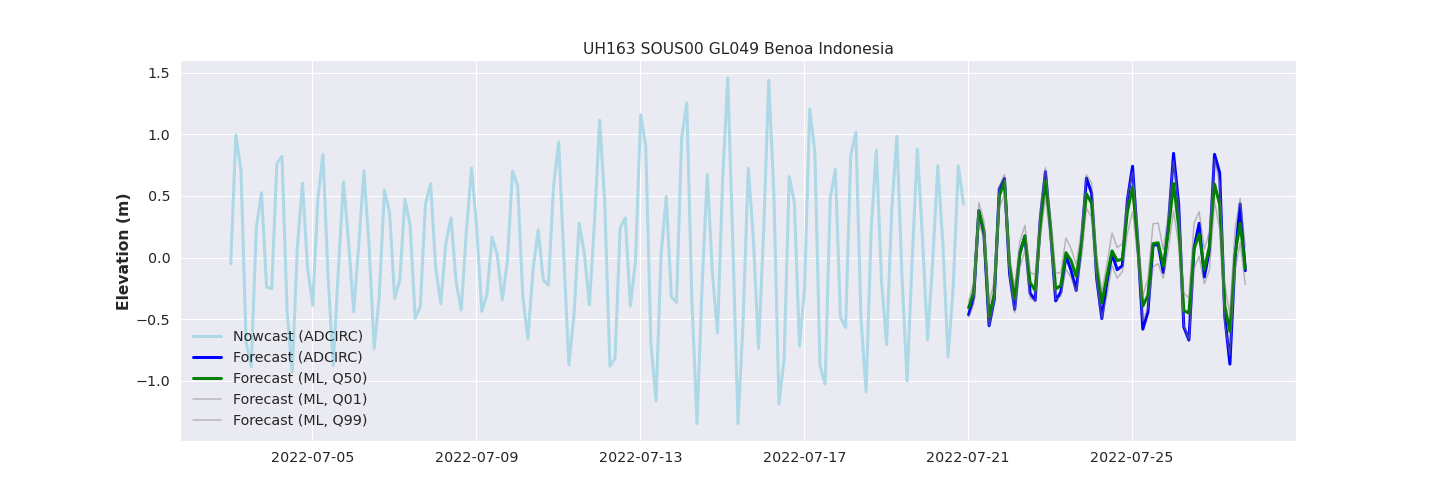 UH163 SOUS00 GL049 Benoa Indonesia
1.5
1.0
0.5
0.0
−0.5
−1.0
Elevation (m)
Nowcast (ADCIRC)
Forecast (ADCIRC)
Forecast (ML, Q50)
Forecast (ML, Q01)
Forecast (ML, Q99)
2022-07-05
2022-07-09
2022-07-13
2022-07-17
2022-07-21
2022-07-25